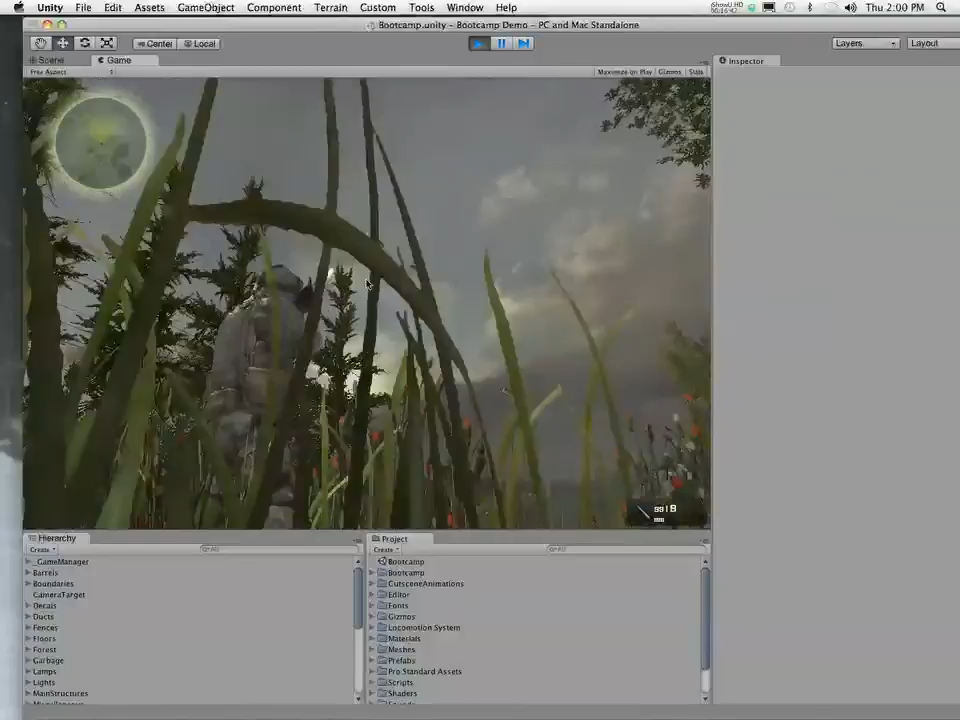 Unity File Edit Assets GameObject Component Terrain Custom Tools Window Help Thu 2:00 PM
Bootcamp.unity - Bootcamp Demo - PC and Mac Standalone
Center Local Layers Layout
Scene Game Inspector
Free Aspect Maximize on Play Gizmos Stats
Hierarchy Project
Create All Create All
_GameManager
Barrels
Boundaries
CameraTarget
Decals
Ducts
Fences
Floors
Forest
Garbage
Lamps
Lights
MainStructures
Bootcamp
Bootcamp
CutsceneAnimations
Editor
Fonts
Gizmos
Locomotion System
Materials
Meshes
Prefabs
Pro Standard Assets
Scripts
Shaders